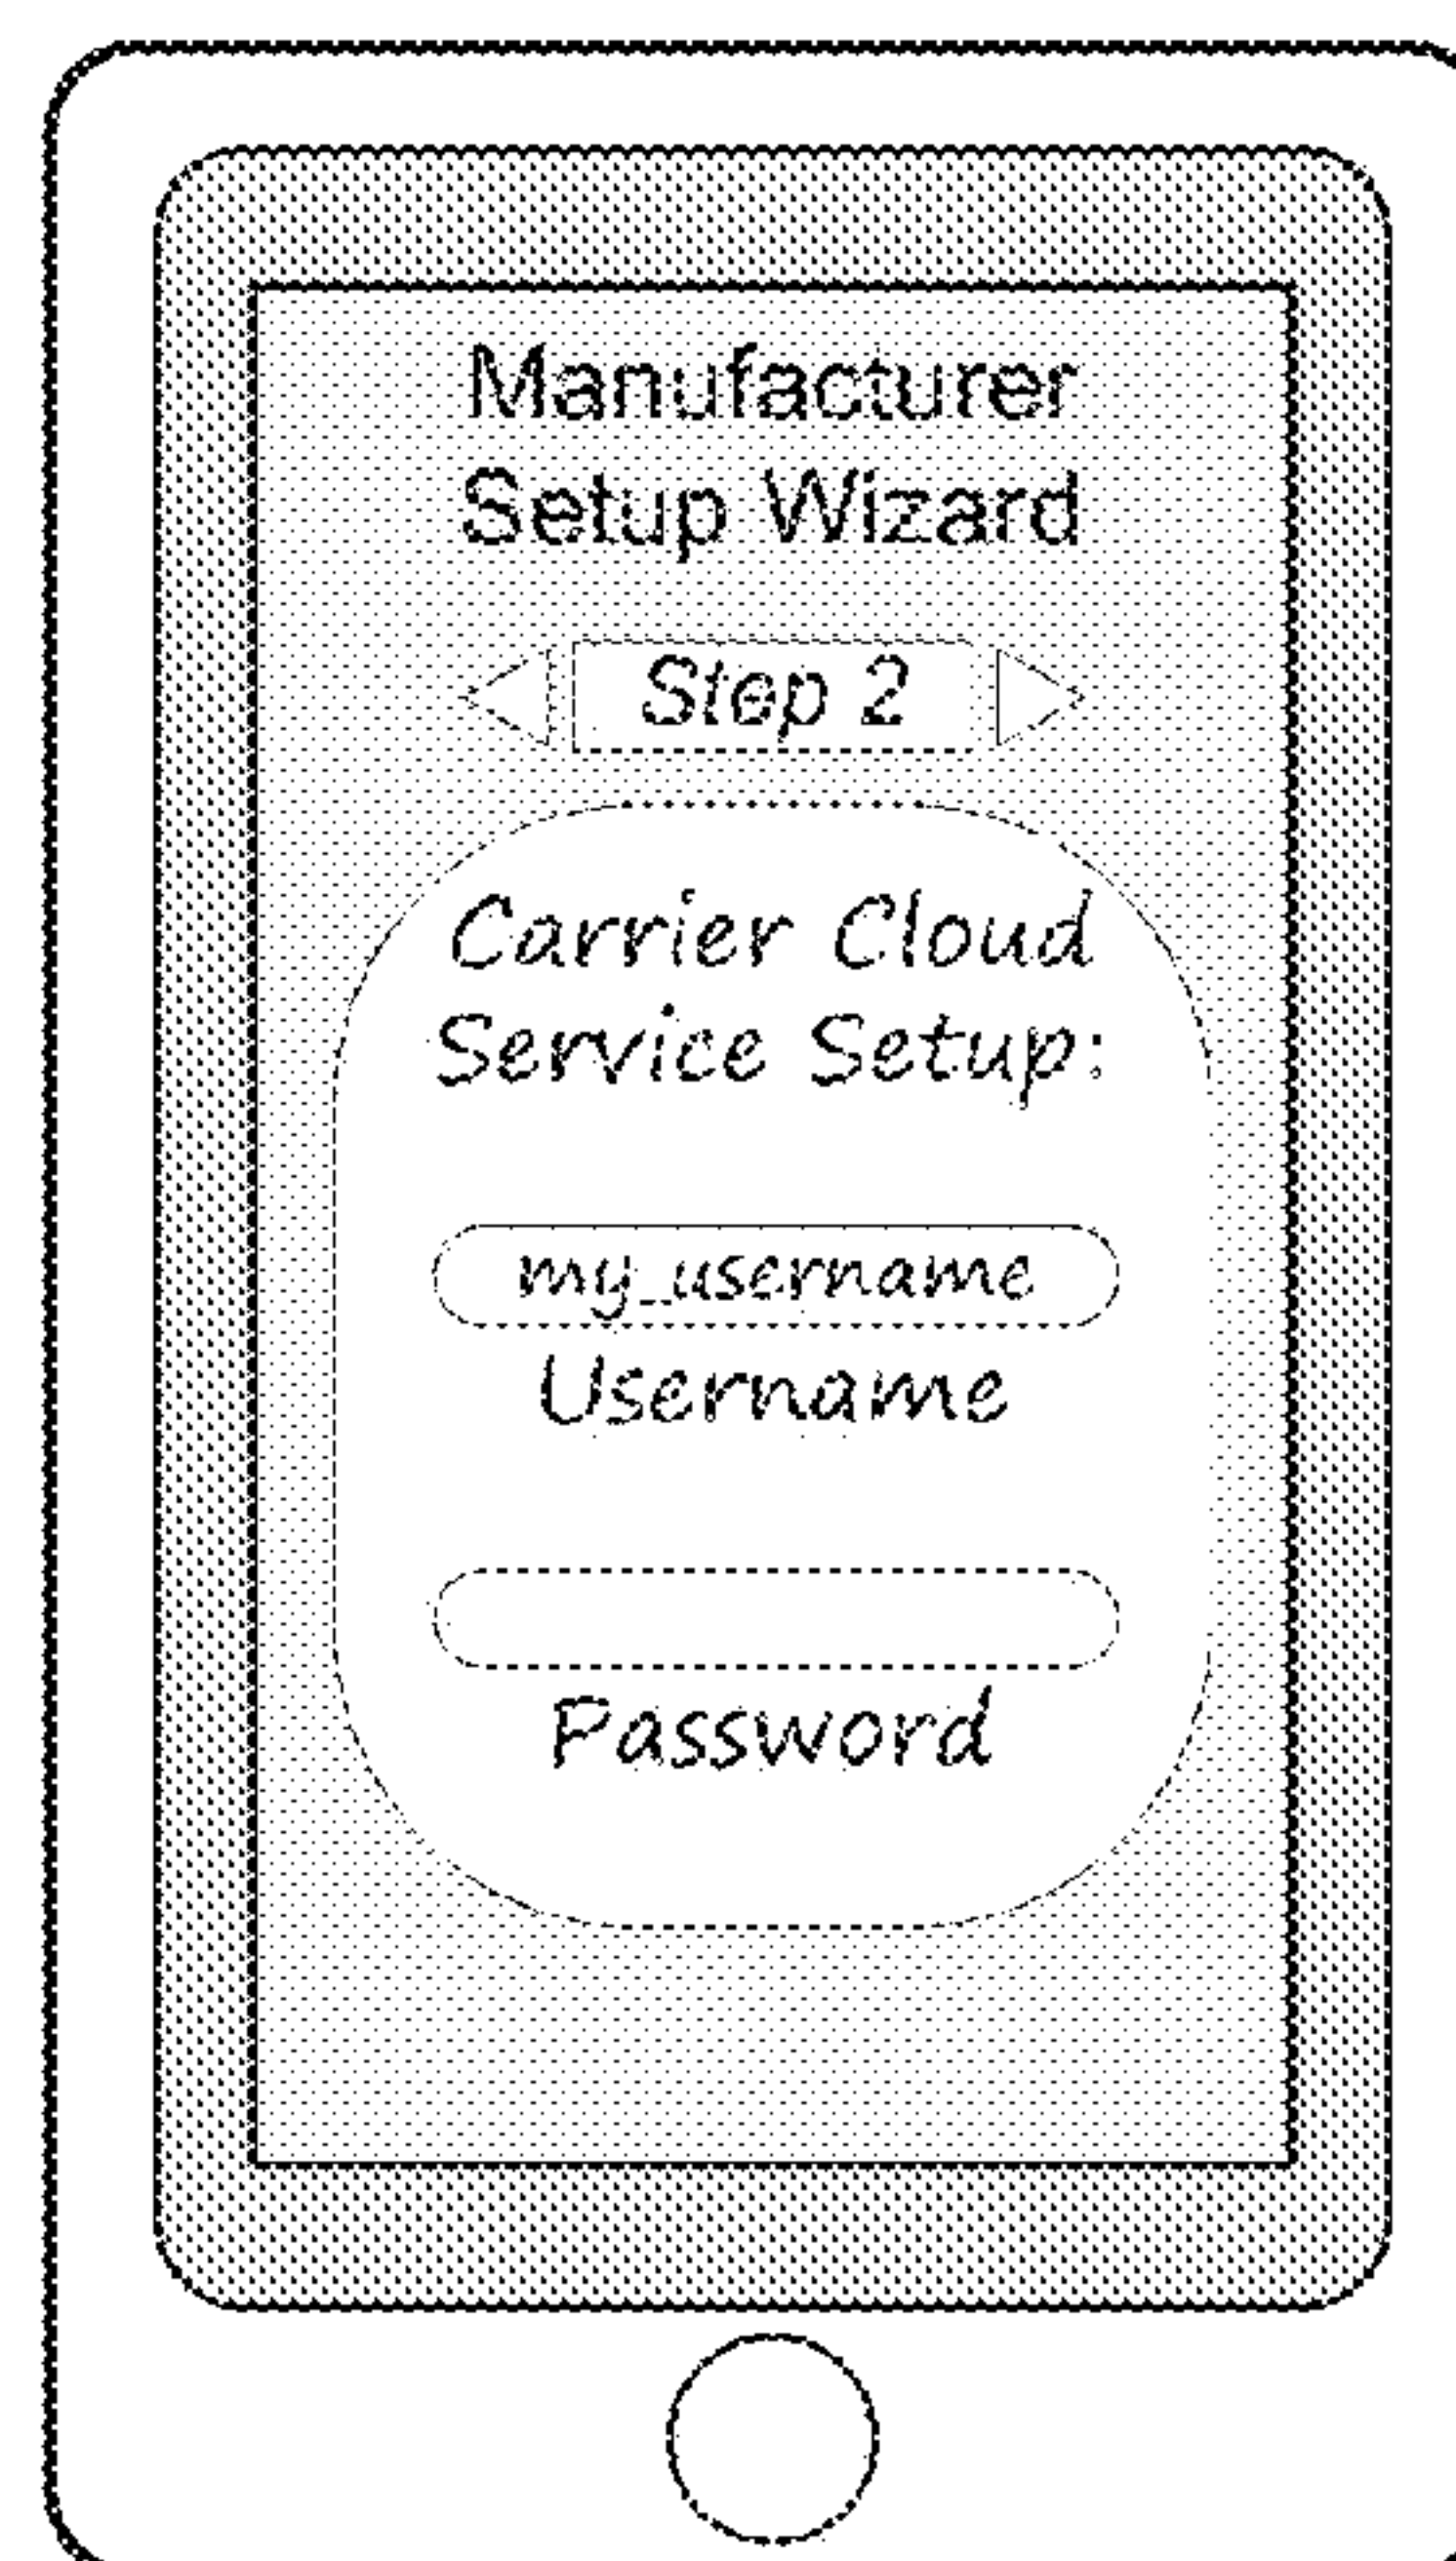 Manufacturer
Setup Wizard
Step 2
Carrier Cloud
Service Setup:
my_username
Username
Password